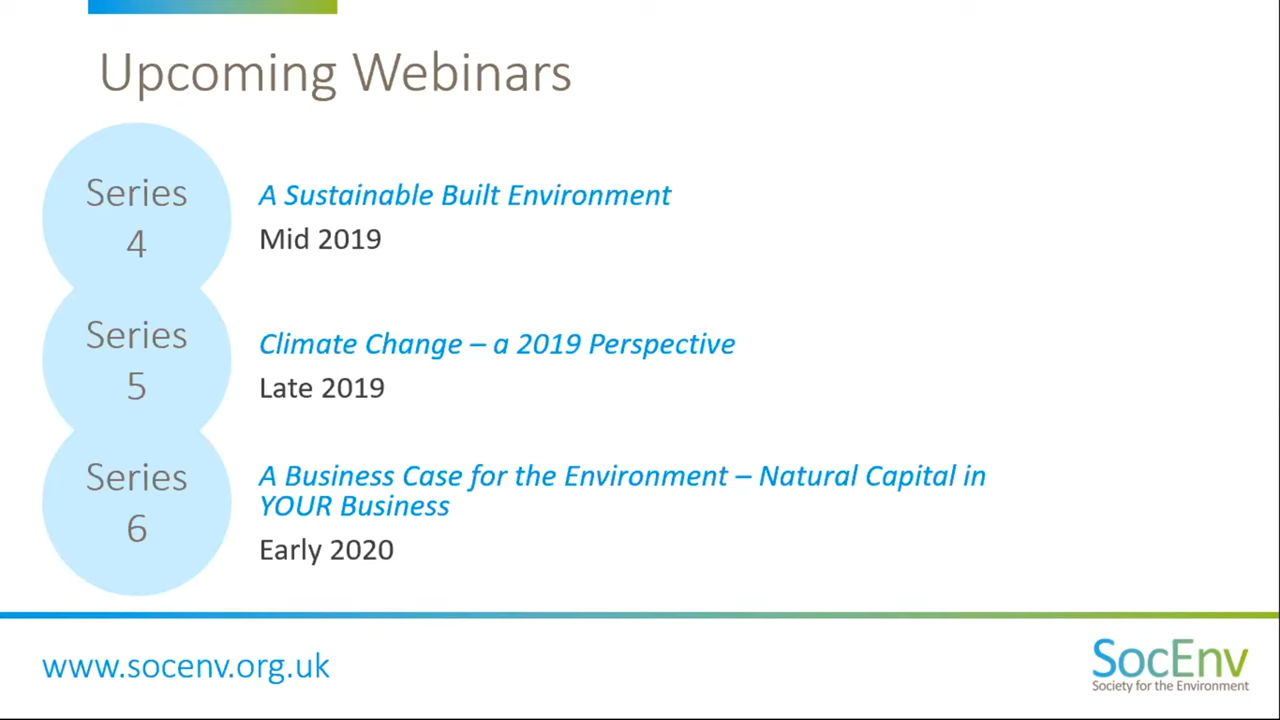 Upcoming Webinars
Series
4
A Sustainable Built Environment
Mid 2019
Series
5
Climate Change – a 2019 Perspective
Late 2019
Series
6
A Business Case for the Environment – Natural Capital in
YOUR Business
Early 2020
www.socenv.org.uk
SocEnv
Society for the Environment